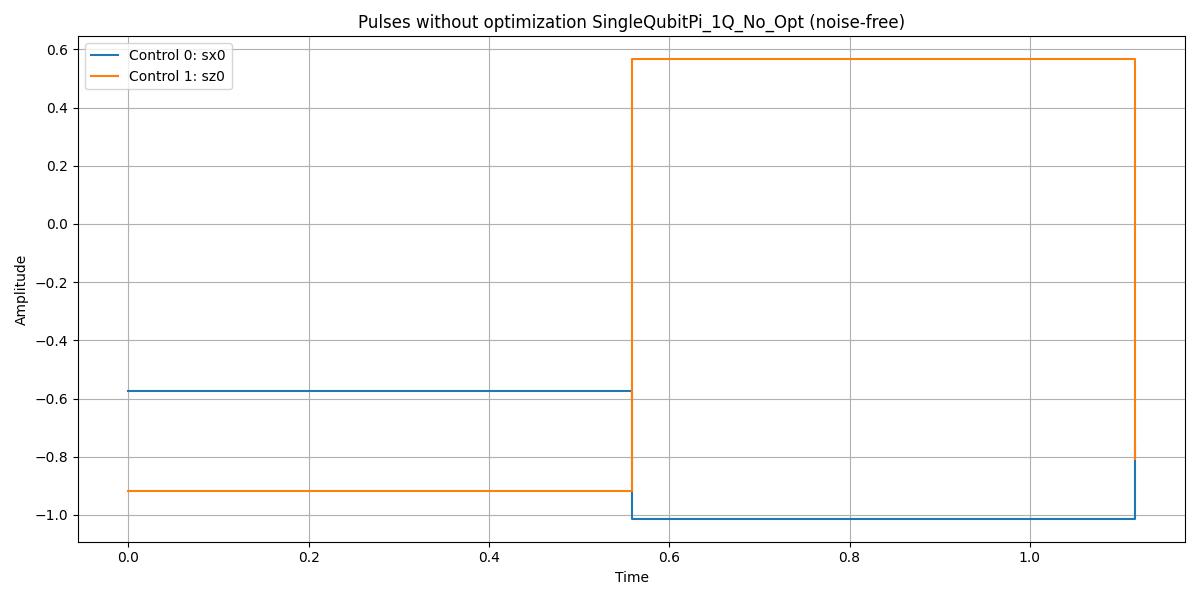 Pulses without optimization SingleQubitPi_1Q_No_Opt (noise-free)
Control 0: sx0
Control 1: sz0
Amplitude
0.6
0.4
0.2
0.0
−0.2
−0.4
−0.6
−0.8
−1.0
0.0 0.2 0.4 0.6 0.8 1.0
Time